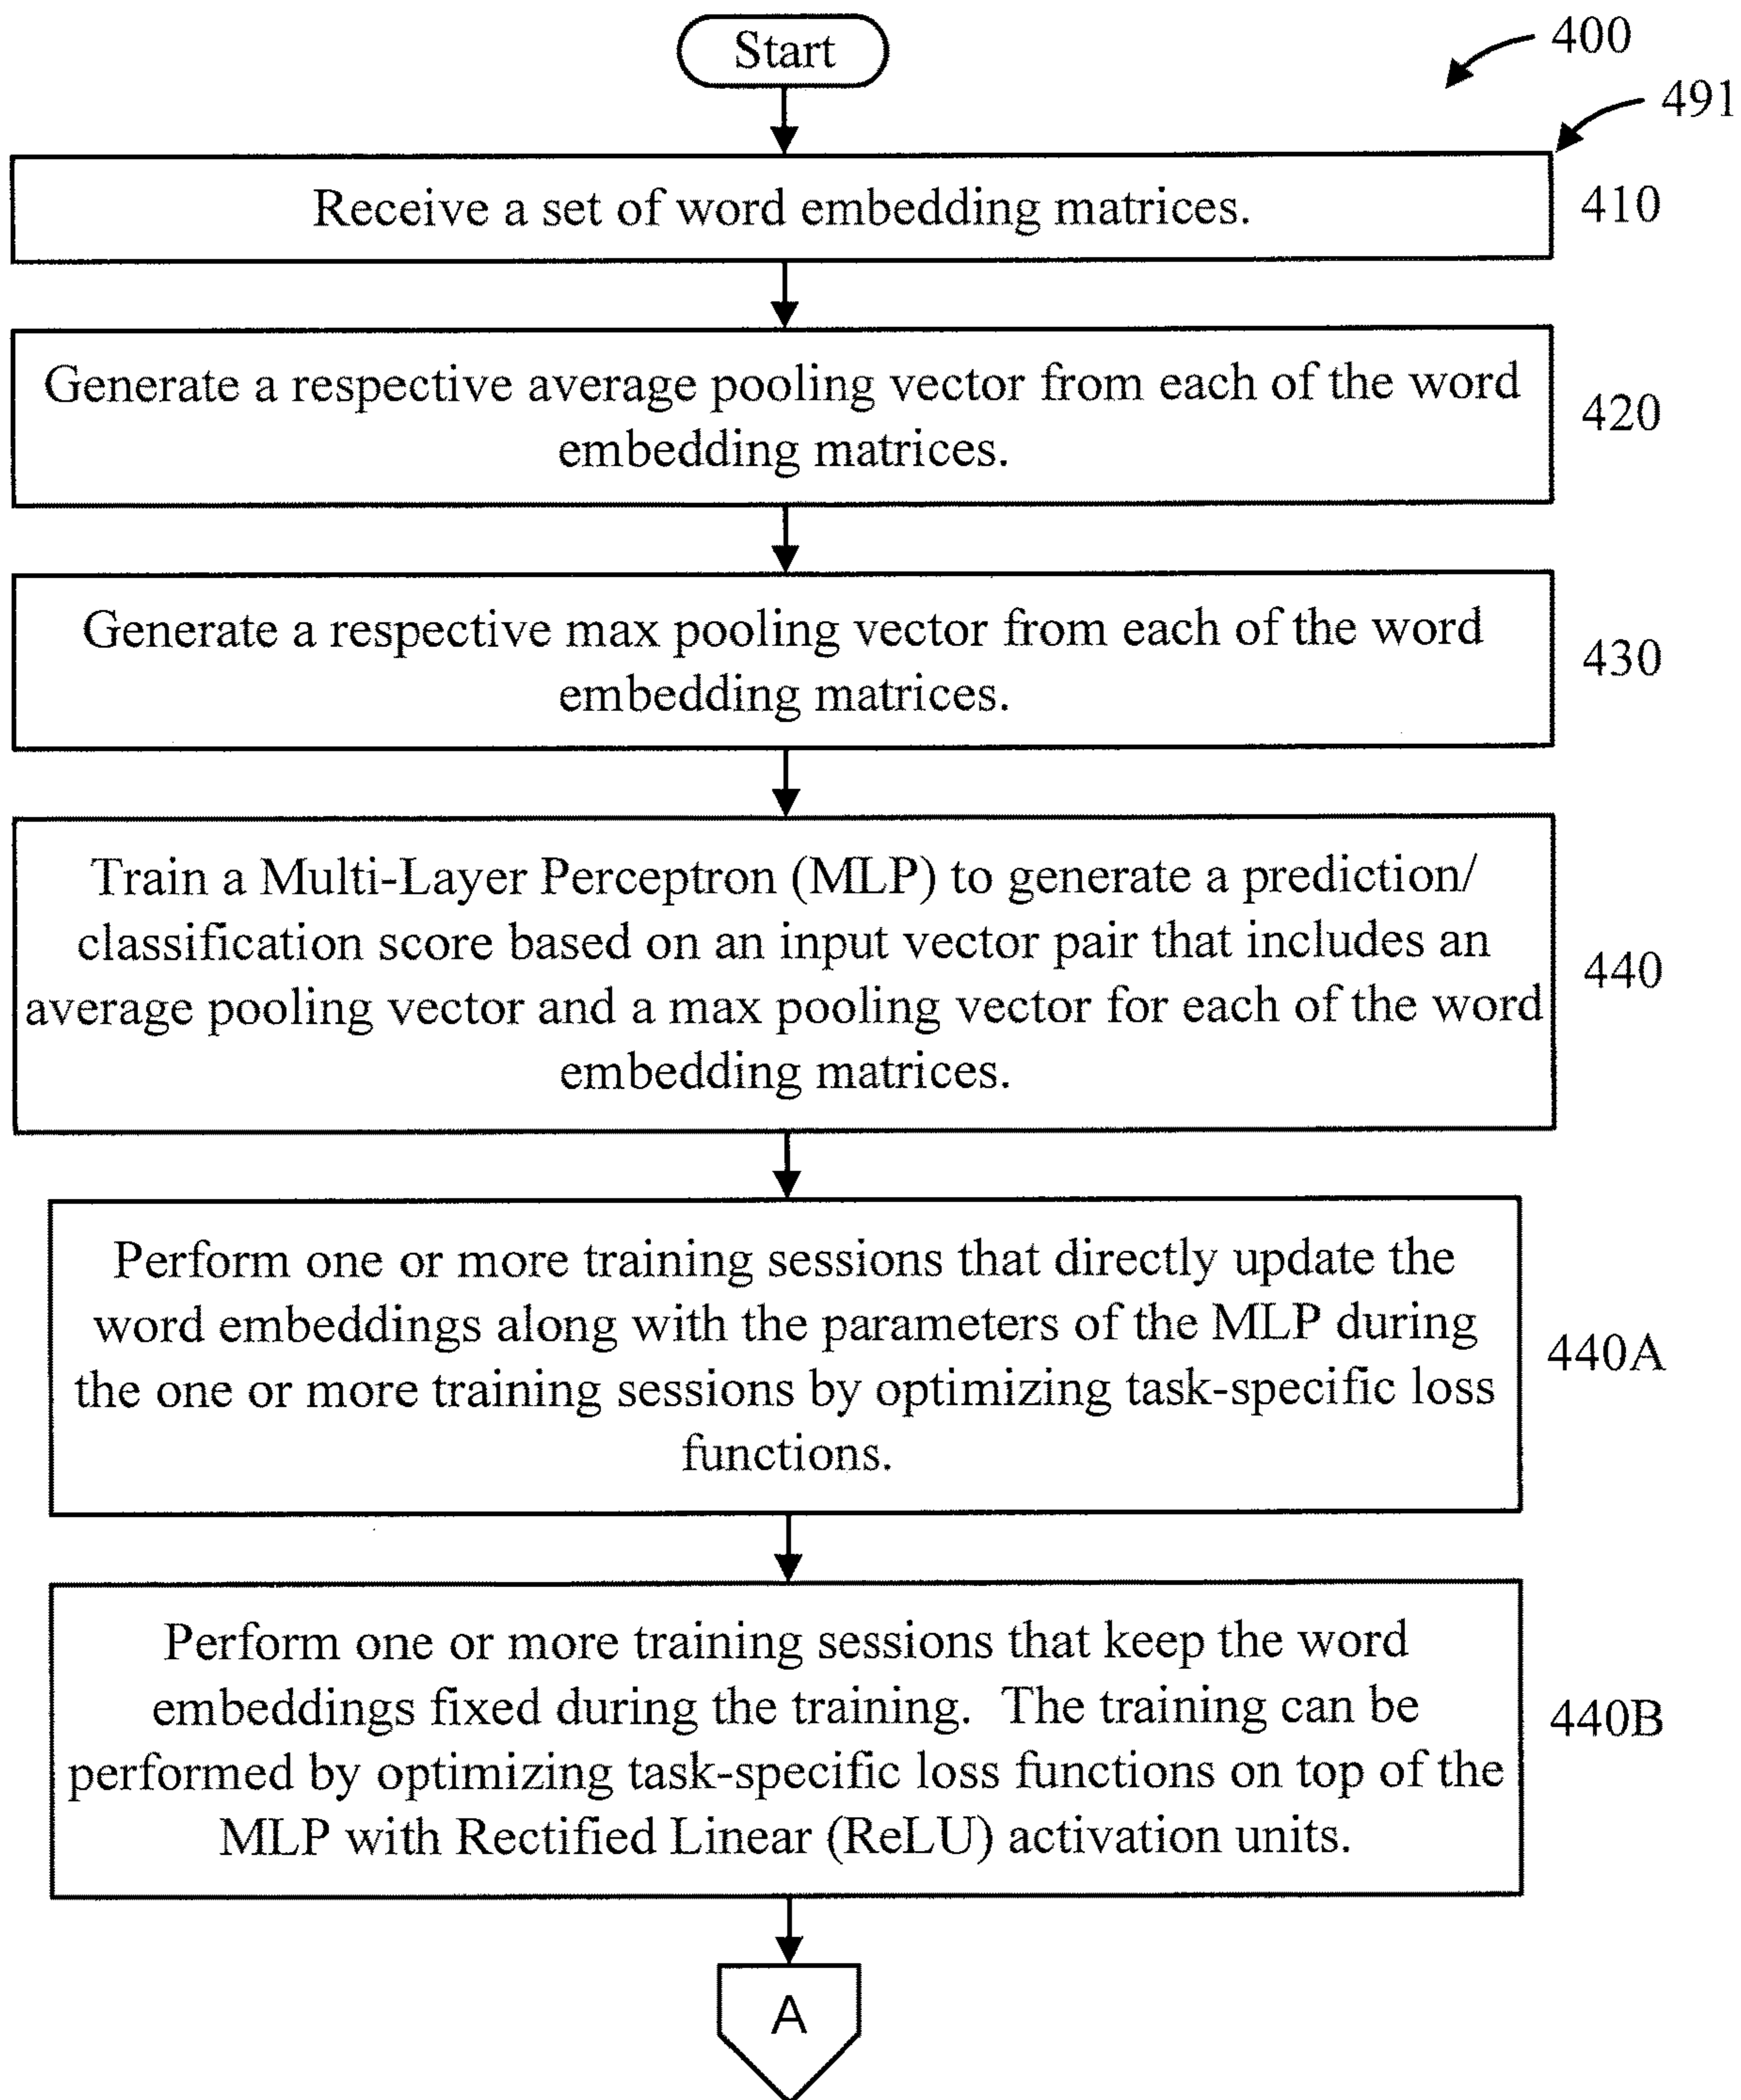 Start
400
491
Receive a set of word embedding matrices.
410
Generate a respective average pooling vector from each of the word
embedding matrices.
420
Generate a respective max pooling vector from each of the word
embedding matrices.
430
Train a Multi-Layer Perceptron (MLP) to generate a prediction/
classification score based on an input vector pair that includes an
average pooling vector and a max pooling vector for each of the word
embedding matrices.
440
Perform one or more training sessions that directly update the
word embeddings along with the parameters of the MLP during
the one or more training sessions by optimizing task-specific loss
functions.
440A
Perform one or more training sessions that keep the word
embeddings fixed during the training.  The training can be
performed by optimizing task-specific loss functions on top of the
MLP with Rectified Linear (ReLU) activation units.
440B
A